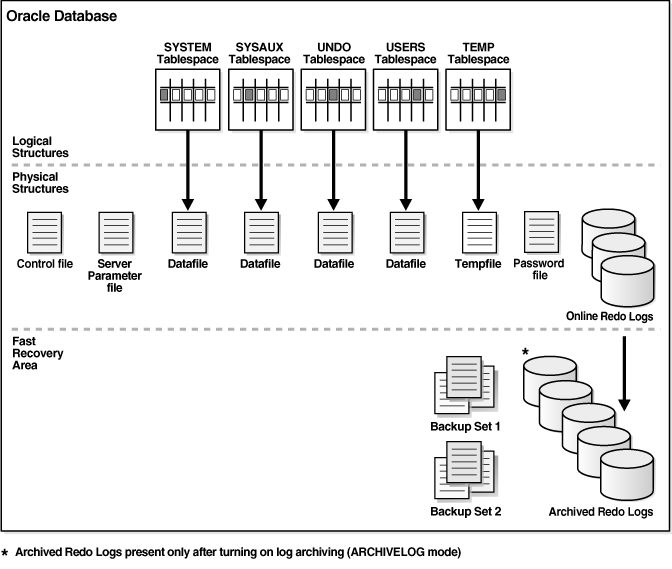 Oracle Database
SYSTEM
Tablespace
SYSAUX
Tablespace
UNDO
Tablespace
USERS
Tablespace
TEMP
Tablespace
Logical
Structures
Physical
Structures
Control file
Server
Parameter
file
Datafile
Datafile
Datafile
Datafile
Tempfile
Password
file
Online Redo Logs
Fast
Recovery
Area
*
Backup Set 1
Backup Set 2
Archived Redo Logs
* Archived Redo Logs present only after turning on log archiving (ARCHIVELOG mode)